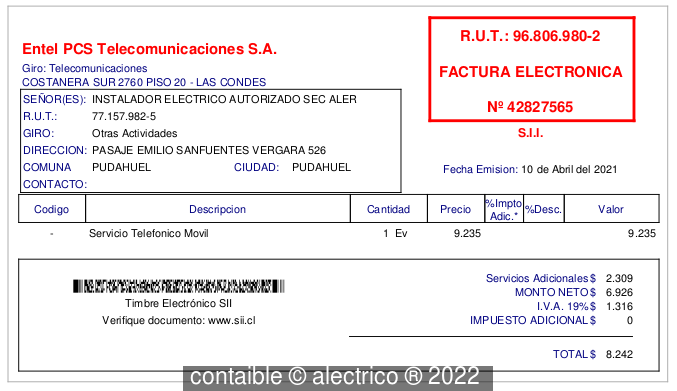 Entel PCS Telecomunicaciones S.A.
Giro: Telecomunicaciones
COSTANERA SUR 2760 PISO 20 - LAS CONDES
R.U.T.: 96.806.980-2
FACTURA ELECTRONICA
Nº 42827565
S.I.I.
SEÑOR(ES): INSTALADOR ELECTRICO AUTORIZADO SEC ALER
R.U.T.: 77.157.982-5
GIRO: Otras Actividades
DIRECCION: PASAJE EMILIO SANFUENTES VERGARA 526
COMUNA PUDAHUEL CIUDAD: PUDAHUEL
CONTACTO:
Fecha Emision: 10 de Abril del 2021
Codigo Descripcion Cantidad Precio %Impto Adic.* %Desc. Valor
- Servicio Telefonico Movil 1 Ev 9.235 9.235
Timbre Electrónico SII
Verifique documento: www.sii.cl
Servicios Adicionales $ 2.309
MONTO NETO $ 6.926
I.V.A. 19% $ 1.316
IMPUESTO ADICIONAL $ 0
TOTAL $ 8.242
contaible © alectrico ® 2022